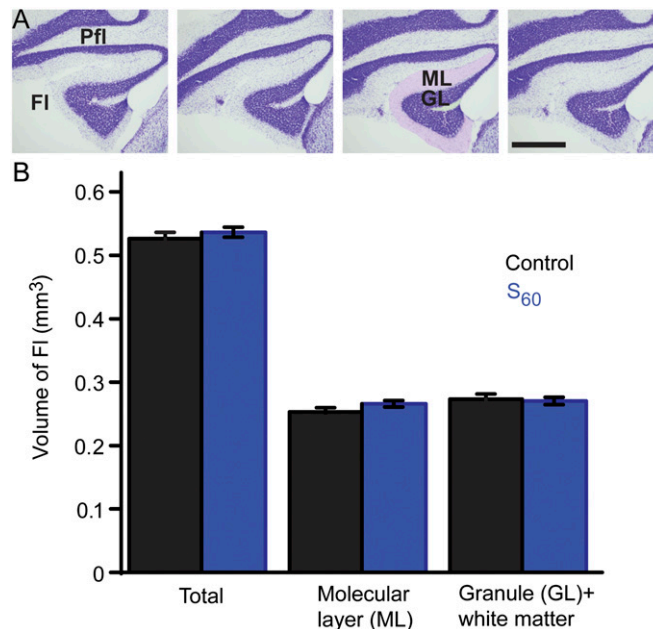 A
Pfl
Fl
ML
GL
B
Volume of Fl (mm³)
0.6
0.5
0.4
0.3
0.2
0.1
0
Control
S₆₀
Total
Molecular
layer (ML)
Granule (GL)+
white matter